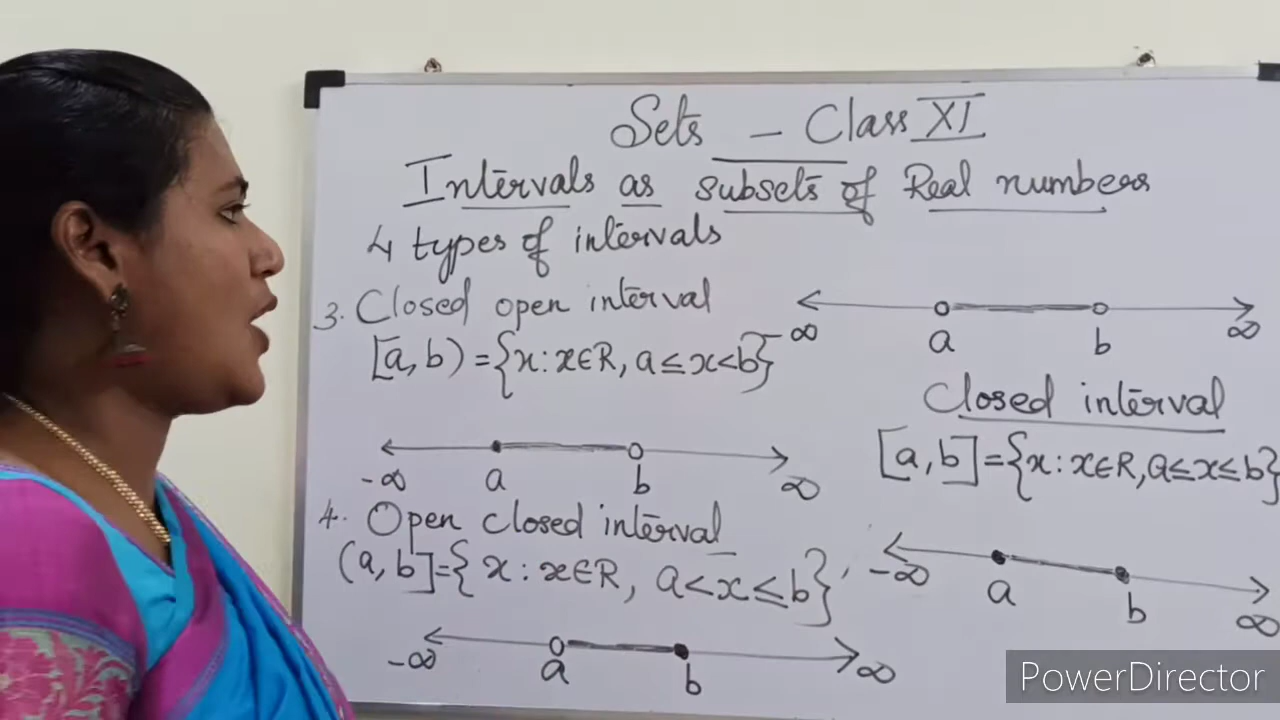 Sets - Class XI
Intervals as subsets of Real numbers
4 types of intervals
3. Closed open interval
[a, b) = {x : x∈R, a ≤ x < b}
-∞ a b ∞
4. Open closed interval
(a, b] = {x : x∈R, a < x ≤ b}
-∞ a b ∞
-∞ a b ∞
Closed interval
[a, b] = {x : x∈R, a ≤ x ≤ b}
-∞ a b ∞
PowerDirector